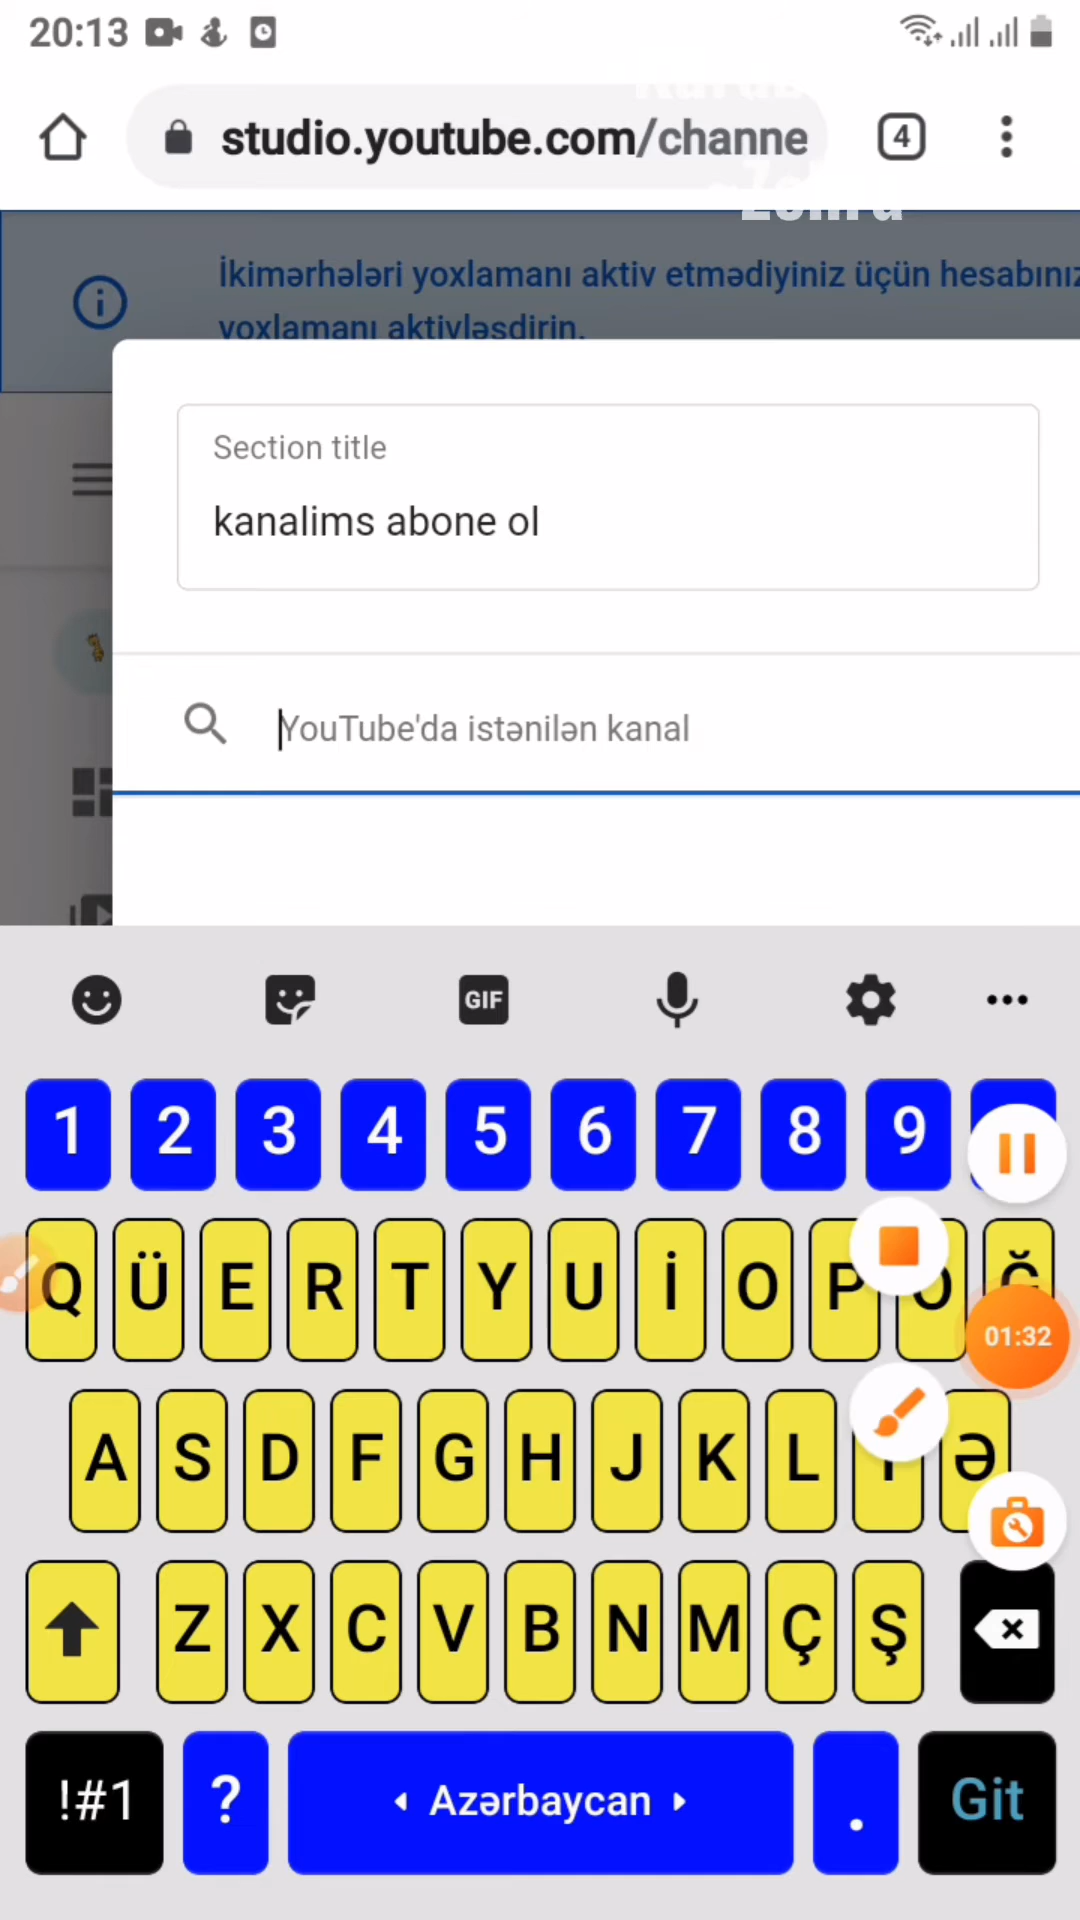 20:13
studio.youtube.com/channe
4
İkimərhələri yoxlamanı aktiv etmədiyiniz üçün hesabınız
yoxlamanı aktivləşdirin.
Section title
kanalims abone ol
YouTube'da istənilən kanal
GIF
1 2 3 4 5 6 7 8 9
Q Ü E R T Y U İ O P Ö Ğ
01:32
A S D F G H J K L I Ə
Z X C V B N M Ç Ş
!#1 ? Azərbaycan . Git